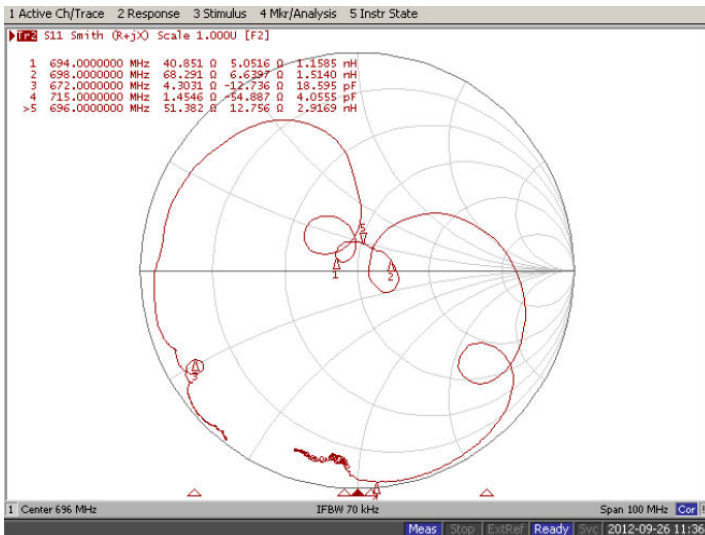 1 Active Ch/Trace 2 Response 3 Stimulus 4 Mkr/Analysis 5 Instr State
Tr2 S11 Smith (R+jX) Scale 1.000U [F2]
1 694.0000000 MHz 40.851 Ω 5.0516 Ω 1.1585 nH
2 698.0000000 MHz 68.291 Ω 6.6397 Ω 1.5140 nH
3 672.0000000 MHz 4.3031 Ω -12.736 Ω 18.595 pF
4 715.0000000 MHz 1.4546 Ω -54.887 Ω 4.0555 pF
>5 696.0000000 MHz 51.382 Ω 12.756 Ω 2.9169 nH
5
1
2
3
4
1 Center 696 MHz IFBW 70 kHz Span 100 MHz Cor
Meas Stop ExtRef Ready Svc 2012-09-26 11:36